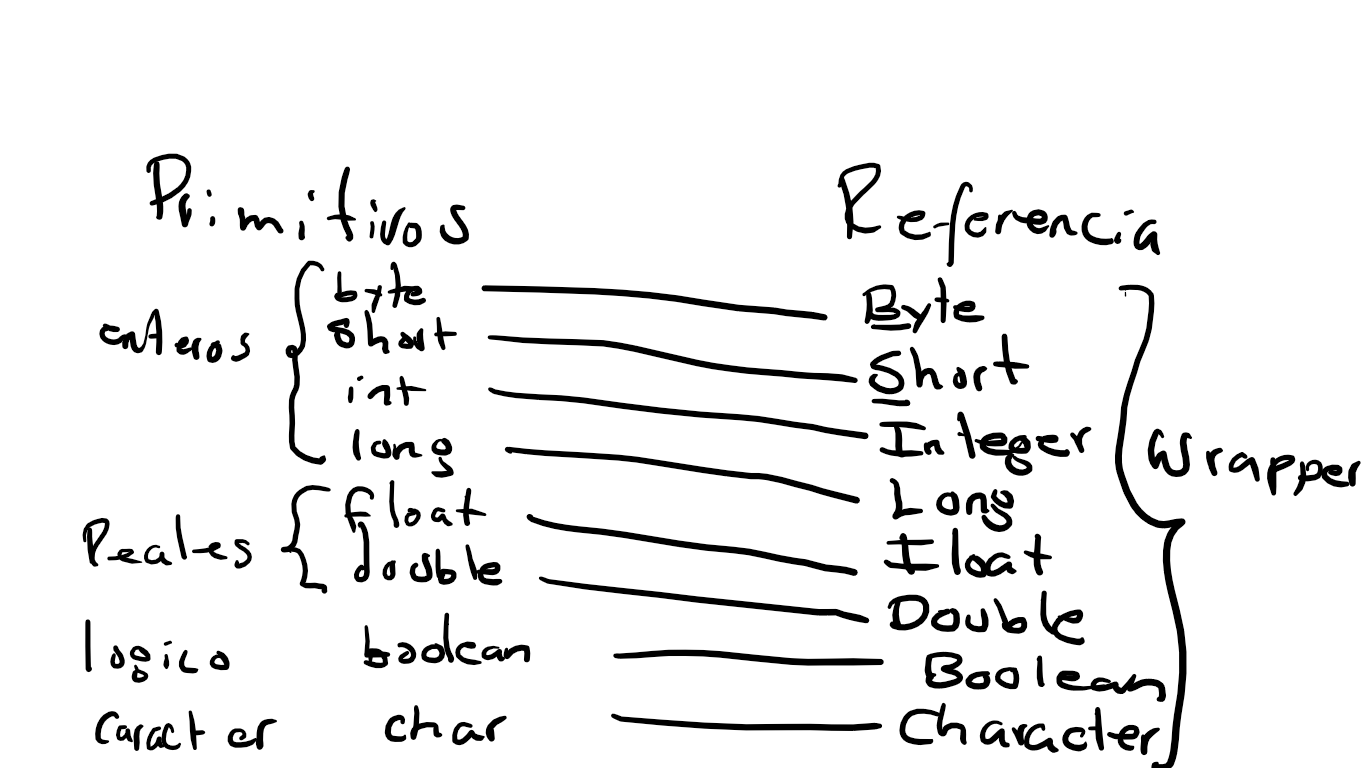 Primitivos Referencia
byte Byte
enteros short Short
int Integer
long Long
float Iloat
Reales double Double
logico boolean Boolean
Caracter char Character
Wrapper